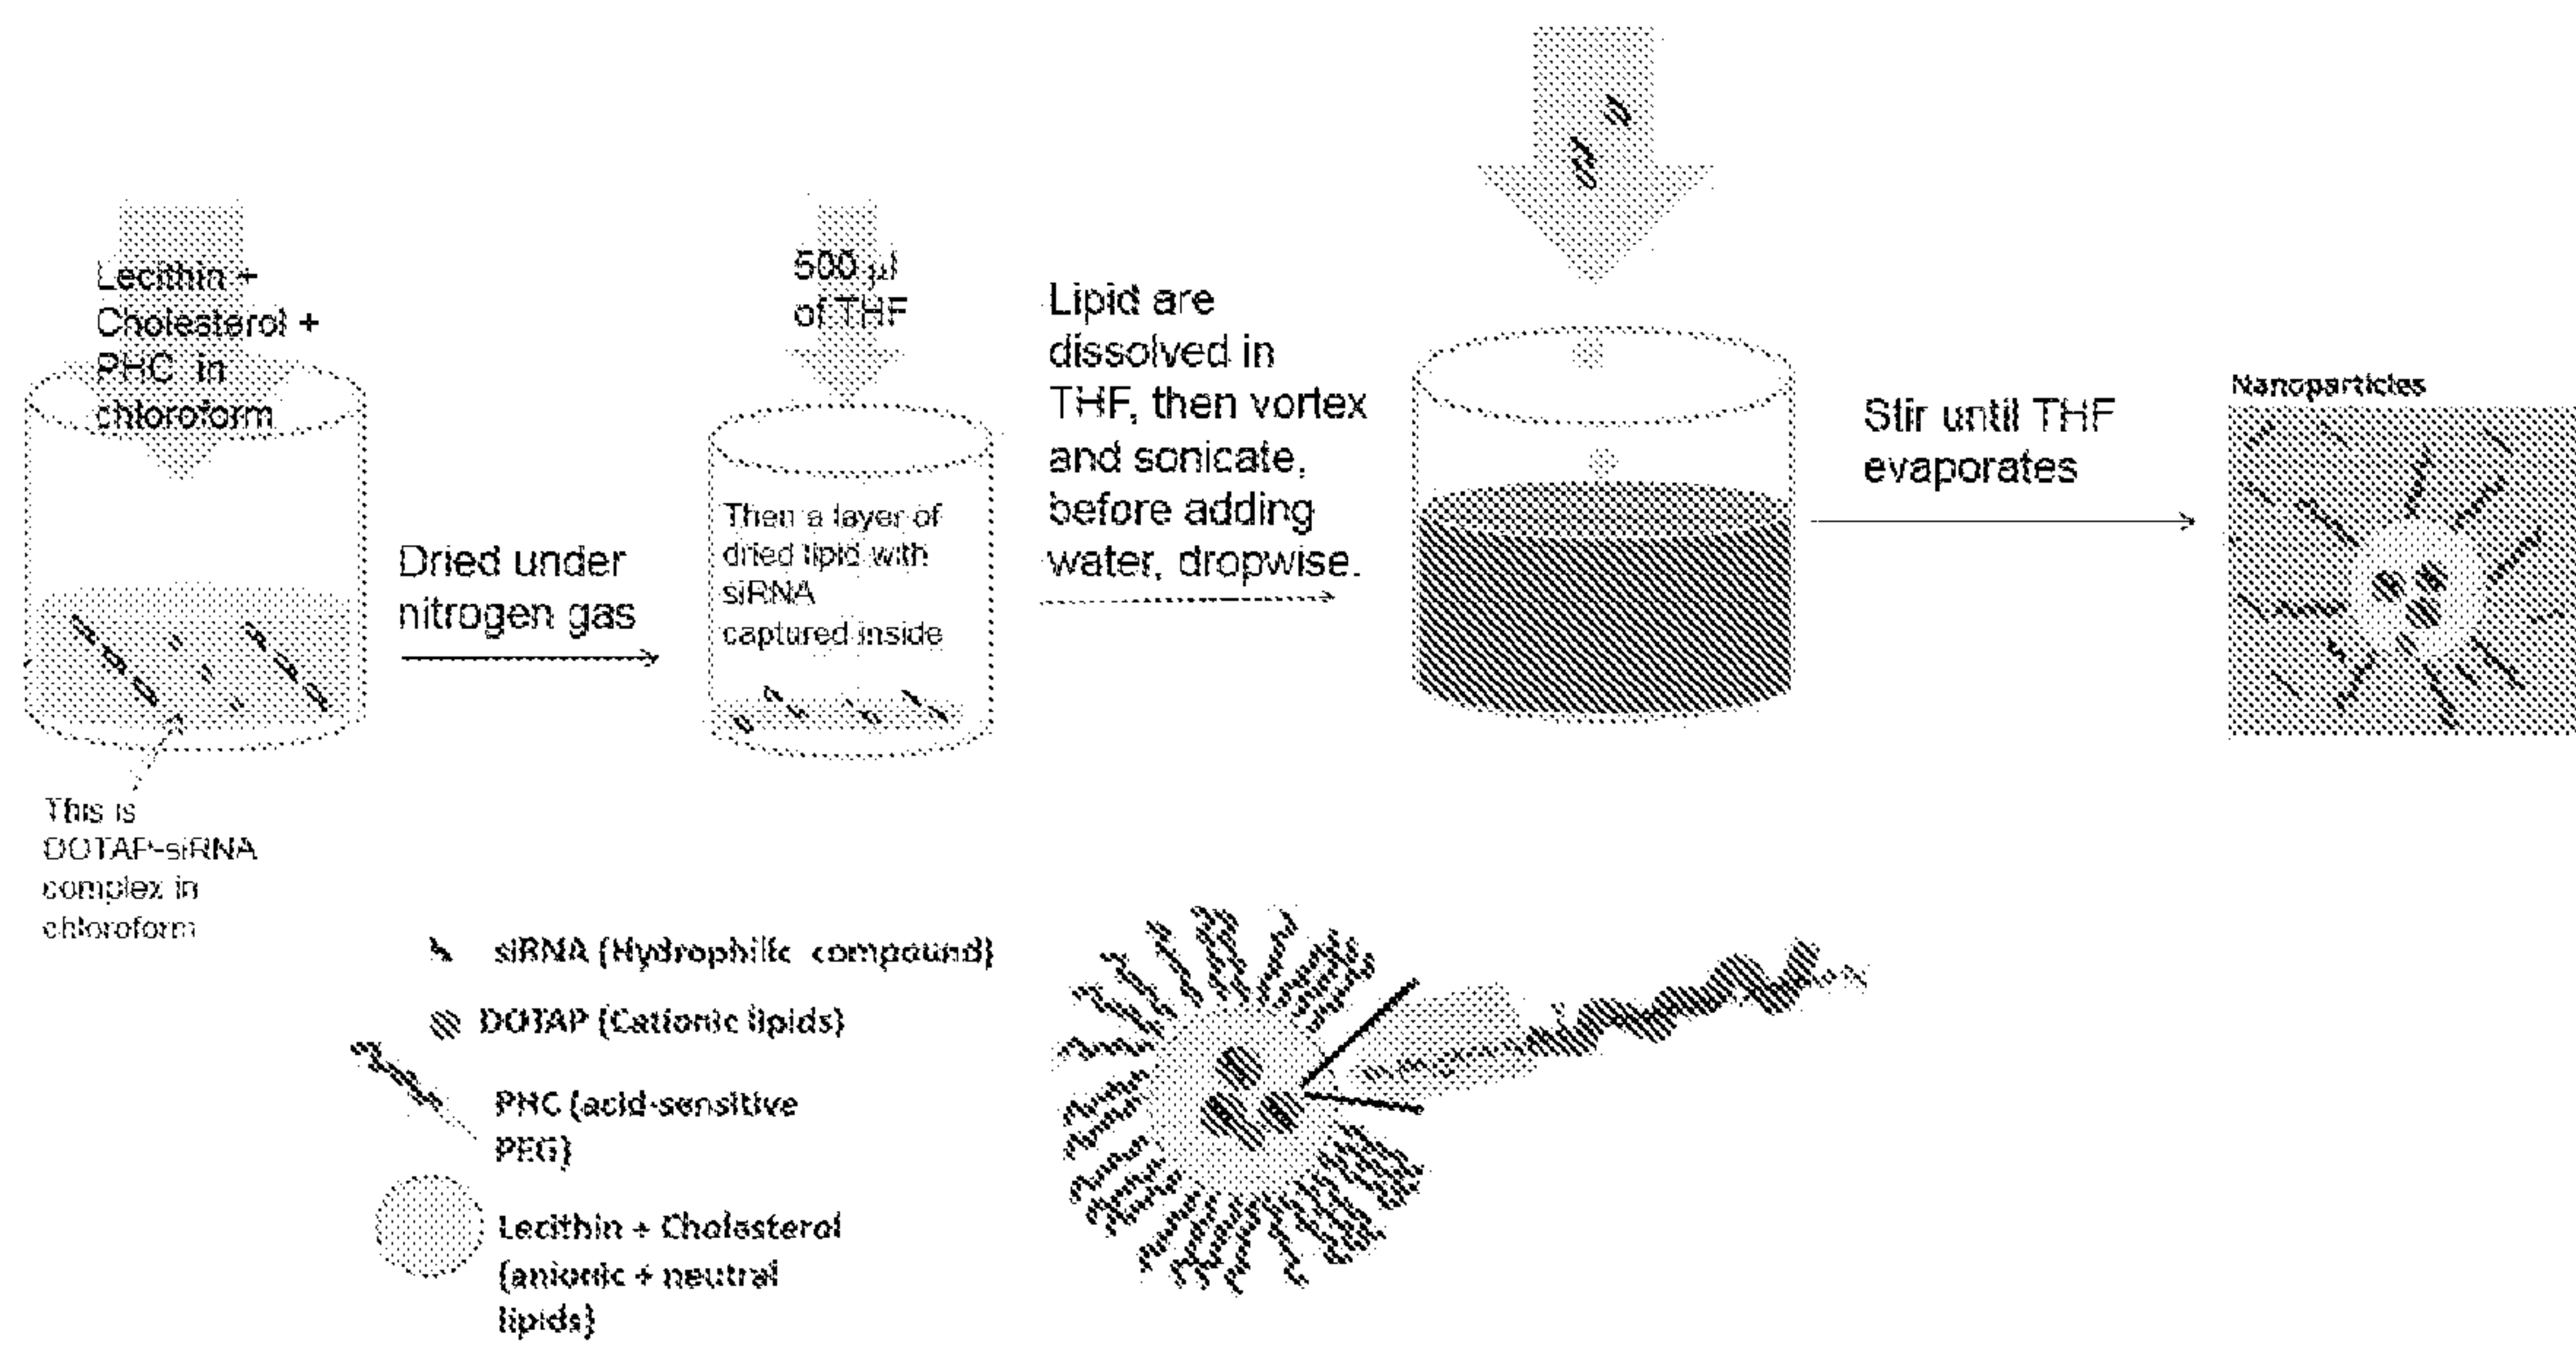 Lecithin +
Cholesterol +
PHC in
chloroform
This is
DOTAP-siRNA
complex in
chloroform
Dried under
nitrogen gas
500 µl
of THF
Then a layer of
dried lipid with
siRNA
captured inside
Lipid are
dissolved in
THF, then vortex
and sonicate,
before adding
water, dropwise.
Stir until THF
evaporates
Nanoparticles
siRNA (Hydrophilic compound)
DOTAP (Cationic lipids)
PHC (acid-sensitive
PEG)
Lecithin + Cholesterol
(anionic + neutral
lipids)